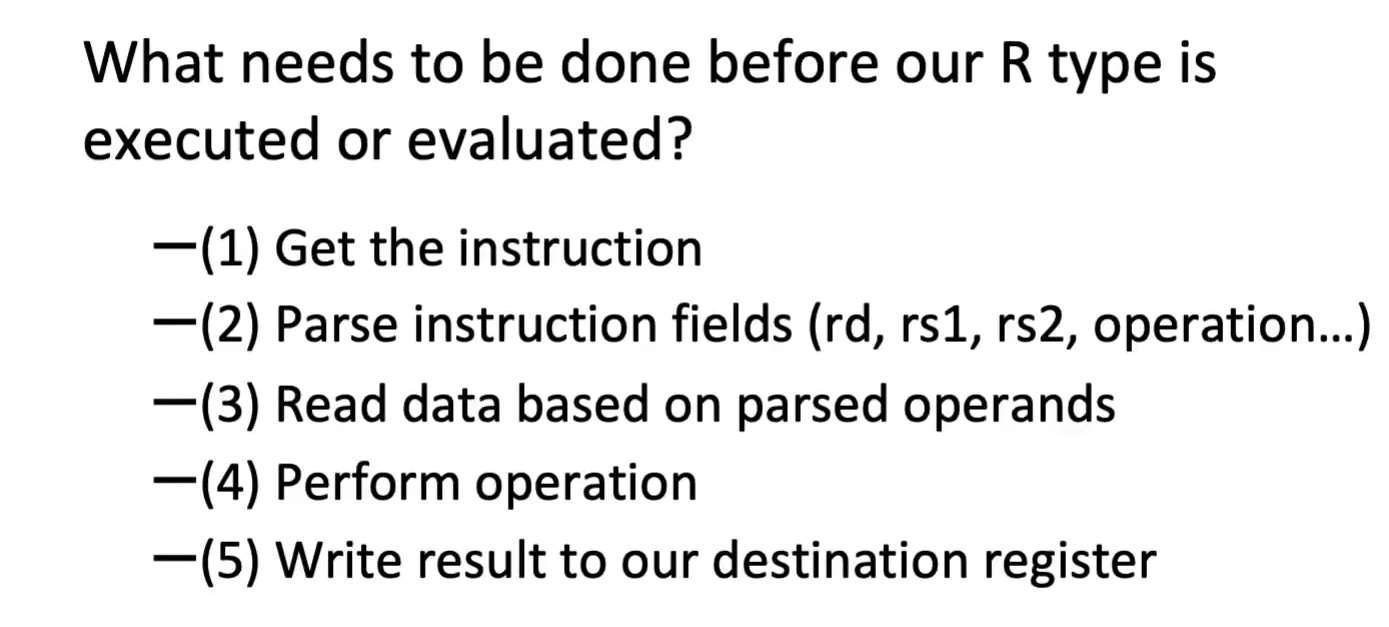 What needs to be done before our R type is
executed or evaluated?
—(1) Get the instruction
—(2) Parse instruction fields (rd, rs1, rs2, operation...)
—(3) Read data based on parsed operands
—(4) Perform operation
—(5) Write result to our destination register